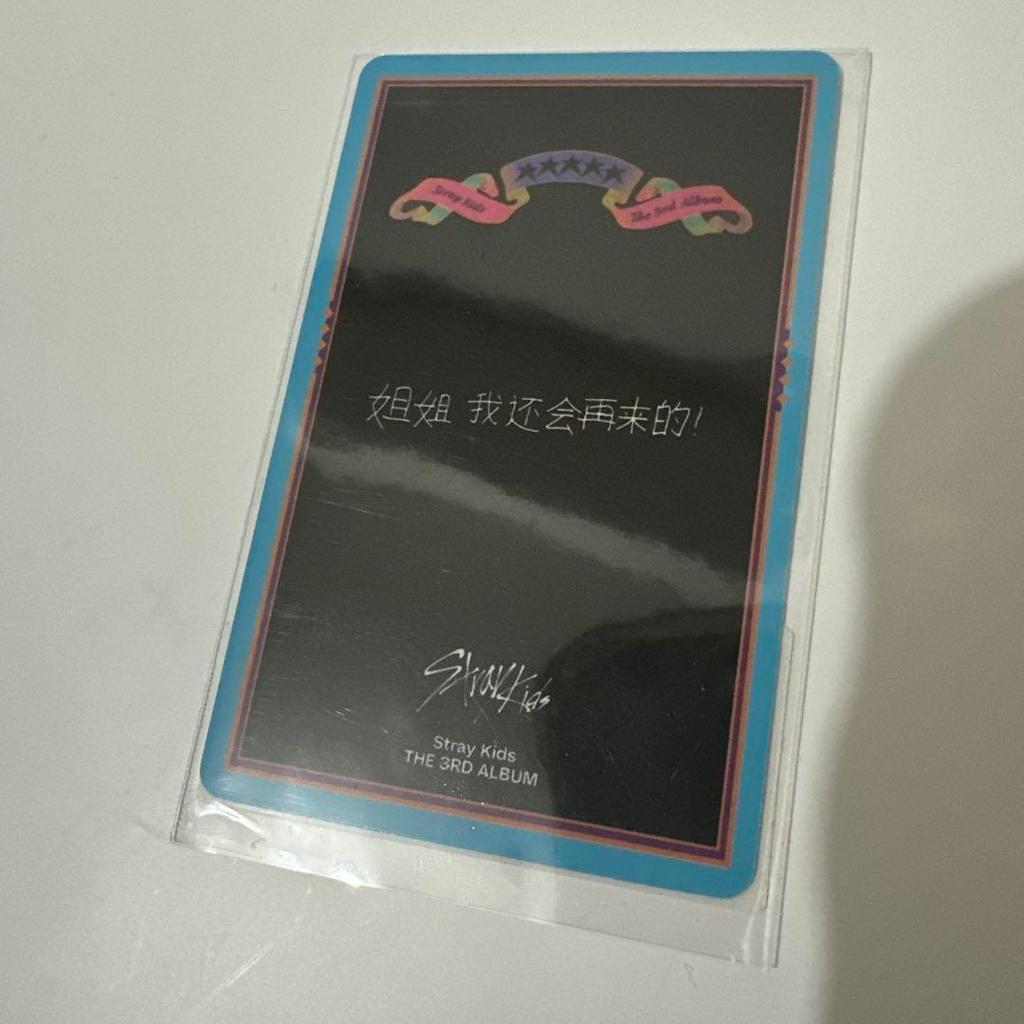 Stray Kids
★★★★★
The 3rd Album
姐姐 我还会再来的!
Stray Kids
Stray Kids
THE 3RD ALBUM